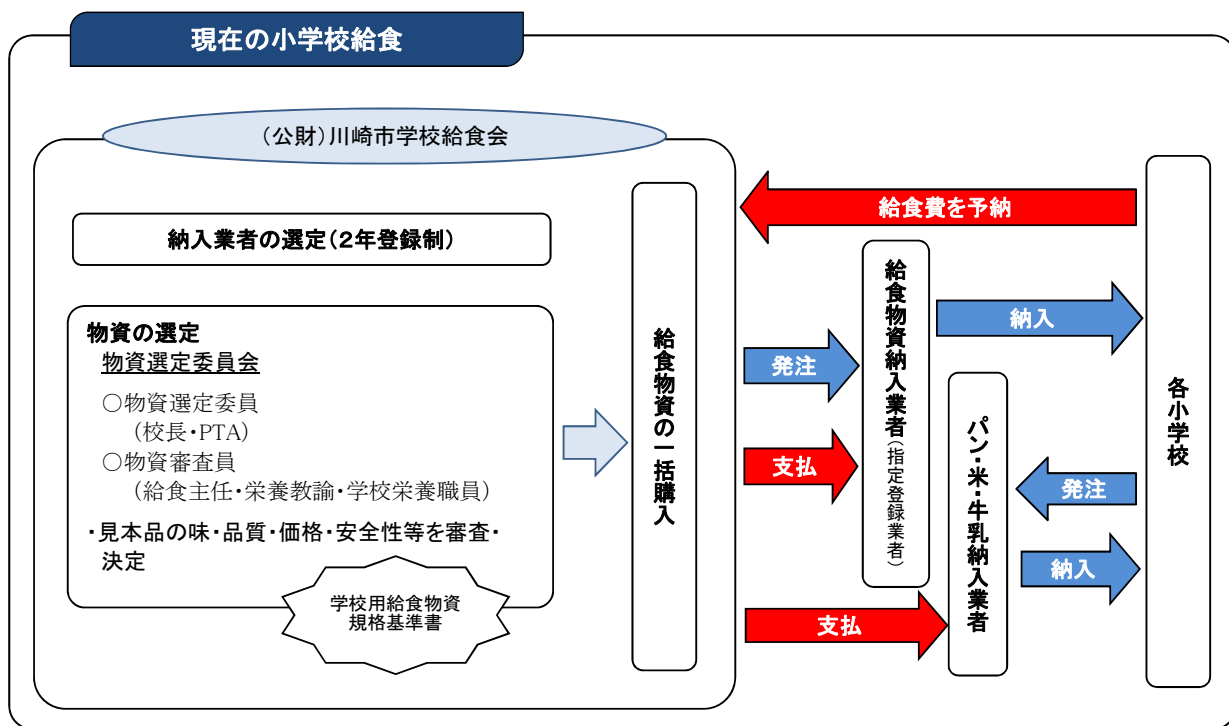 現在の小学校給食
（公財）川崎市学校給食会
納入業者の選定（２年登録制）
物資の選定
物資選定委員会
○物資選定委員
（校長・PTA）
○物資審査員
（給食主任・栄養教諭・学校栄養職員）
・見本品の味・品質・価格・安全性等を審査・
決定
学校用給食物資
規格基準書
給食物資の一括購入
給食費を予納
発注
支払
給食物資納入業者（指定登録業者）
納入
パン・米・牛乳納入業者
発注
納入
支払
各小学校